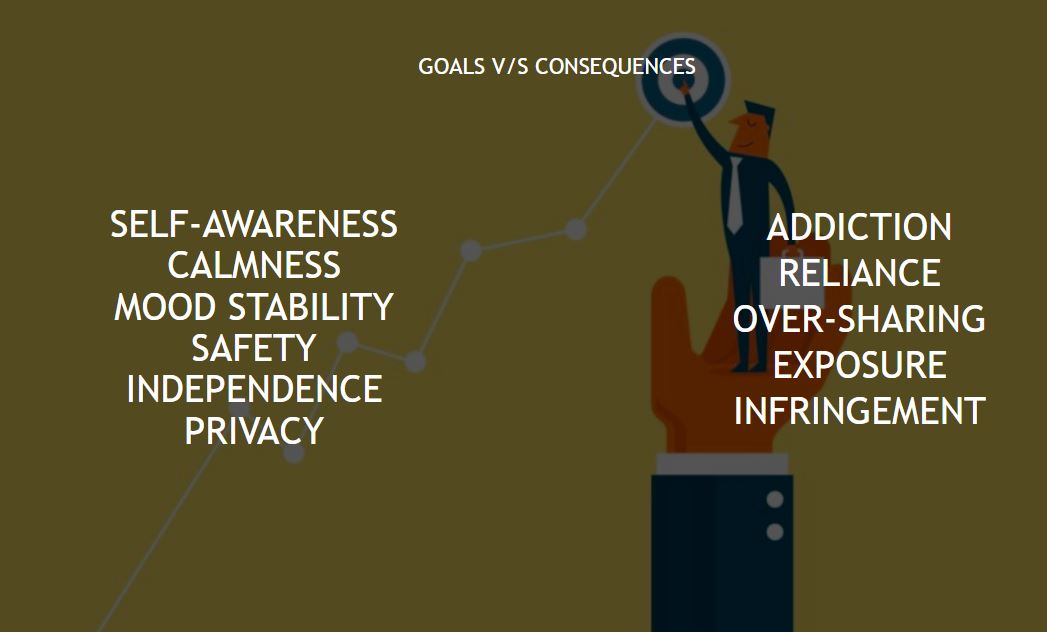 GOALS V/S CONSEQUENCES
SELF-AWARENESS
CALMNESS
MOOD STABILITY
SAFETY
INDEPENDENCE
PRIVACY
ADDICTION
RELIANCE
OVER-SHARING
EXPOSURE
INFRINGEMENT